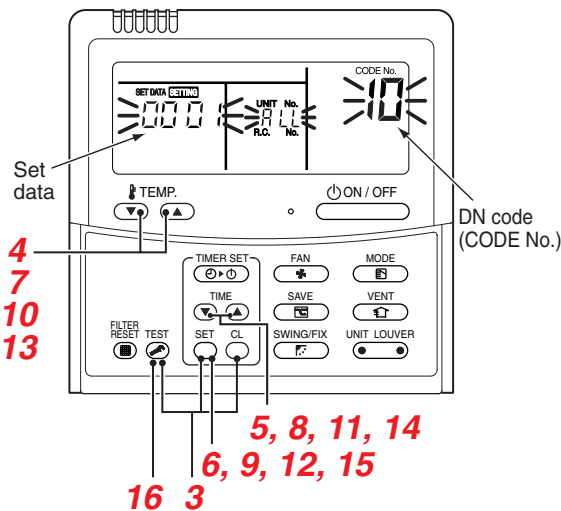 CODE No.
SET DATA SETTING
UNIT No.
0001
ALL
10
R.C. No.
Set
data
TEMP.
ON / OFF
DN code
(CODE No.)
4
7
10
13
TIMER SET
FAN
MODE
TIME
SAVE
VENT
FILTER
RESET
TEST
SET
CL
SWING/FIX
UNIT LOUVER
5, 8, 11, 14
6, 9, 12, 15
16
3